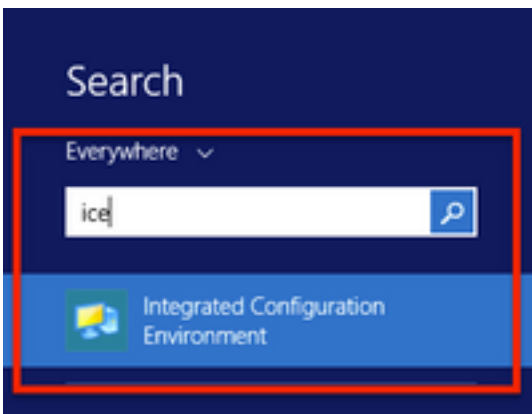 Search
Everywhere
ice
Integrated Configuration
Environment